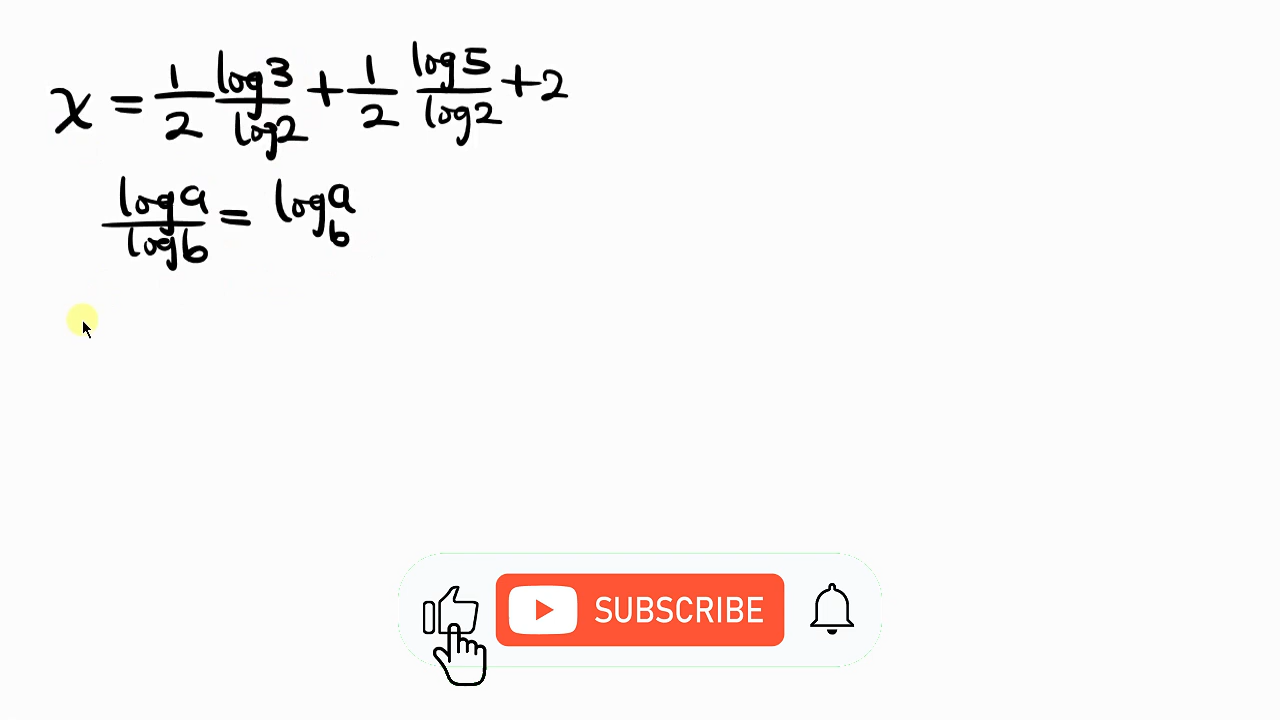 x = 1/2 log3/log2 + 1/2 log5/log2 + 2
loga/logb = log_b a
SUBSCRIBE